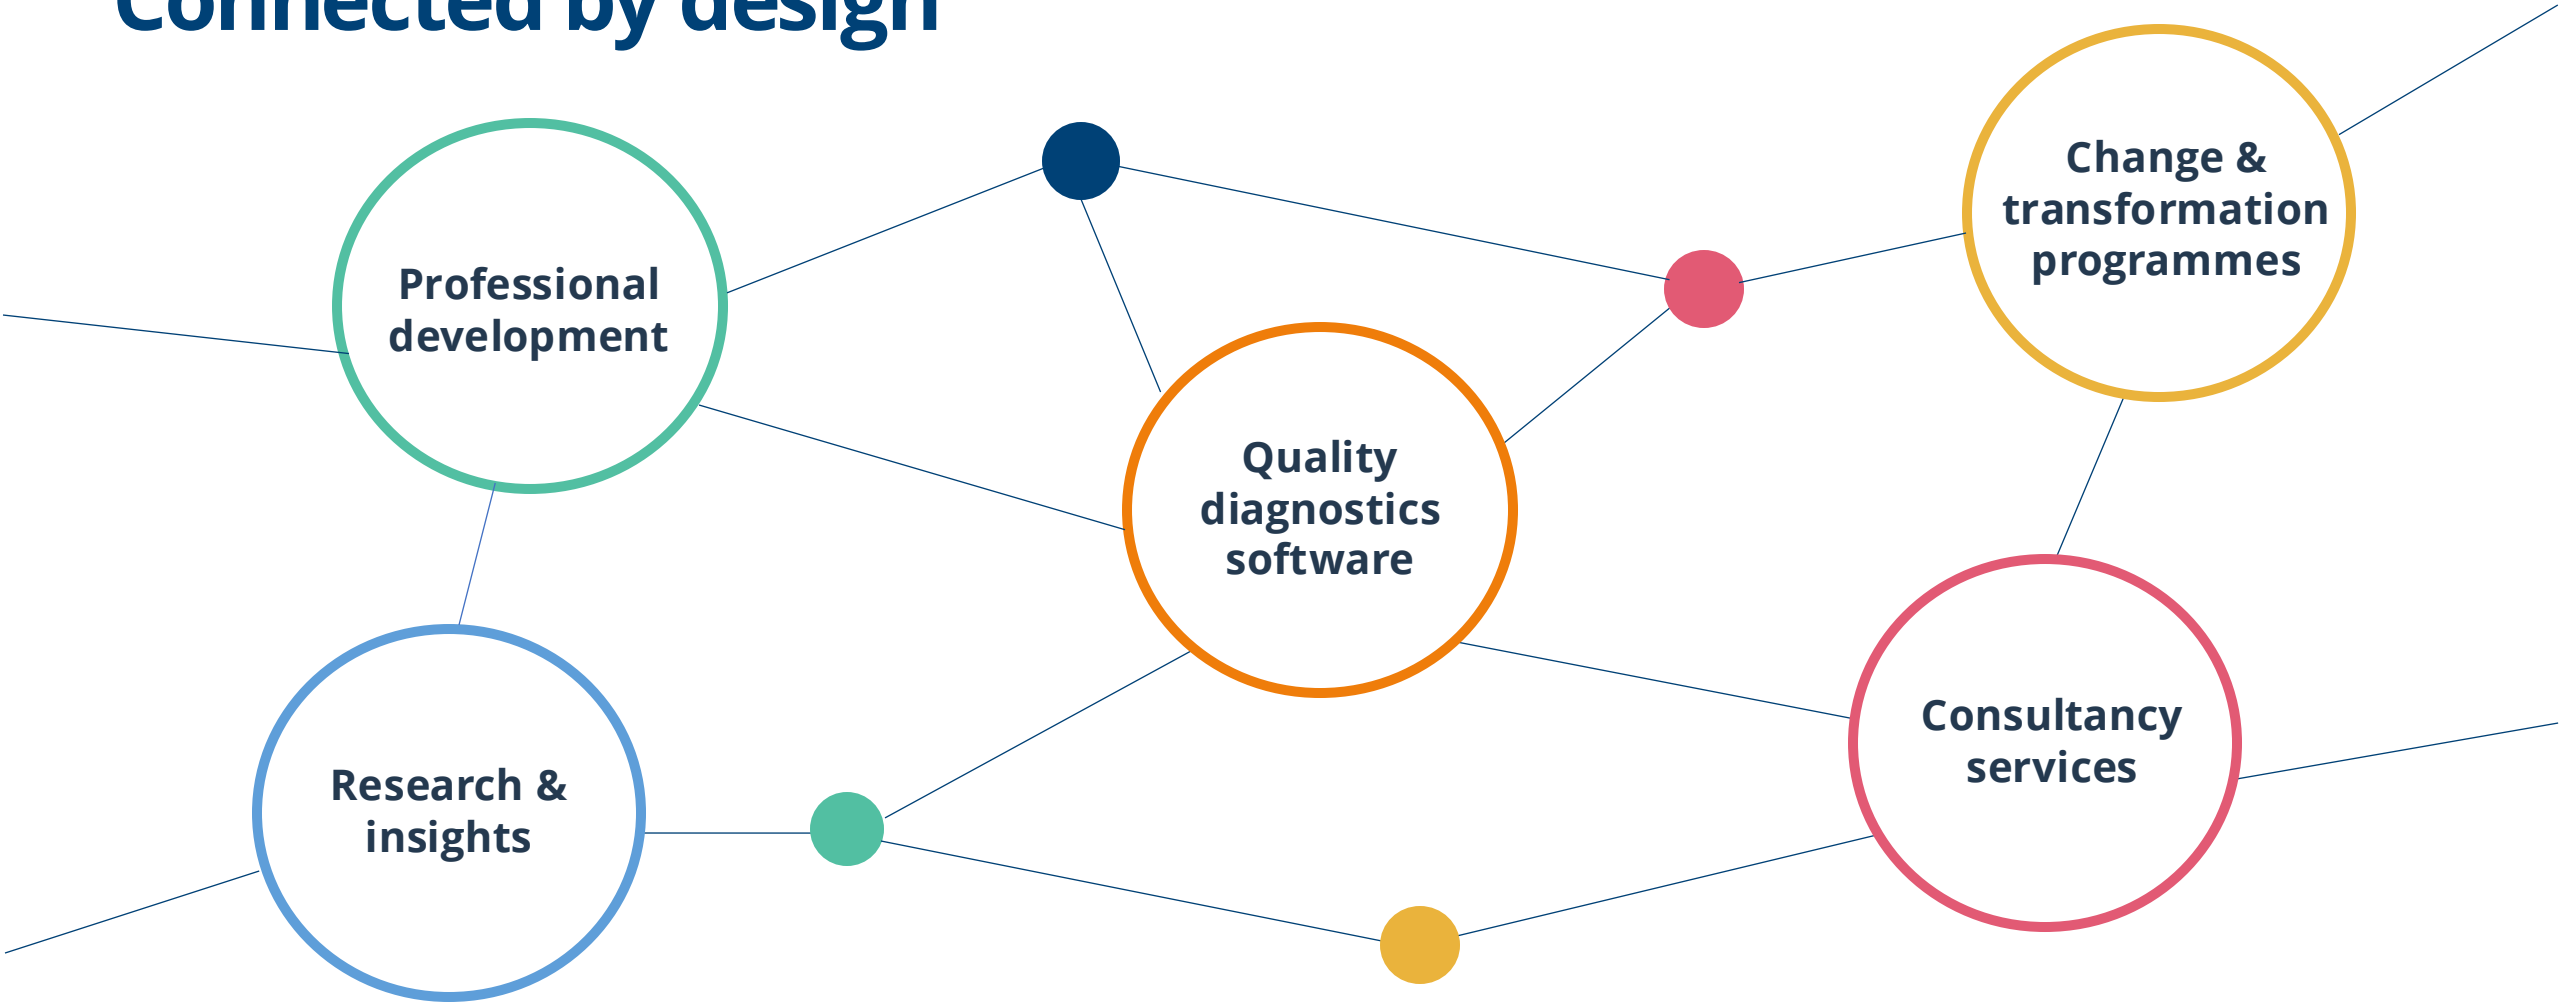 Connected by design
Professional
development
Change &
transformation
programmes
Quality
diagnostics
software
Research &
insights
Consultancy
services